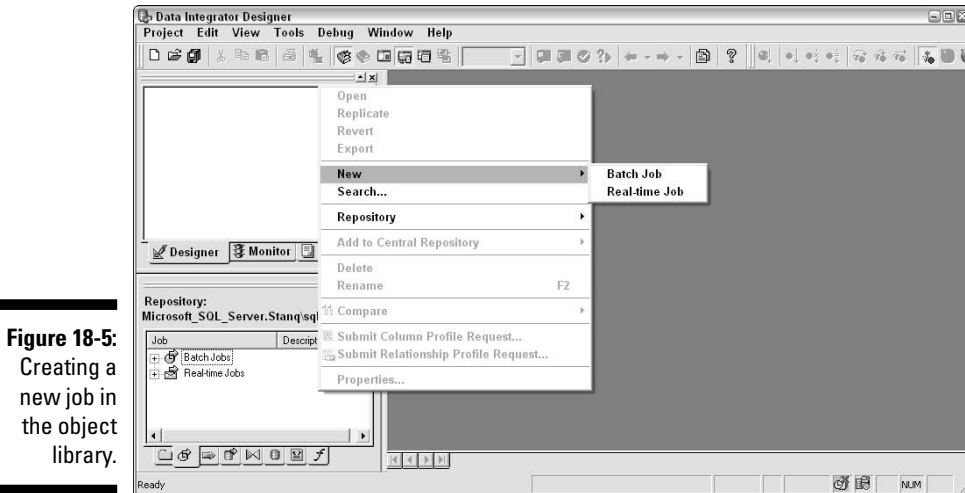 Data Integrator Designer
Project Edit View Tools Debug Window Help
Open
Replicate
Revert
Export
New
Batch Job
Search...
Real-time Job
Repository
Add to Central Repository
Designer
Monitor
Delete
Rename F2
Repository:
Microsoft_SQL_Server.Stanq\sql
Compare
Job
Descript
Submit Column Profile Request...
Batch Jobs
Submit Relationship Profile Request...
Real-time Jobs
Properties...
Ready
NUM
Figure 18-5:
Creating a
new job in
the object
library.